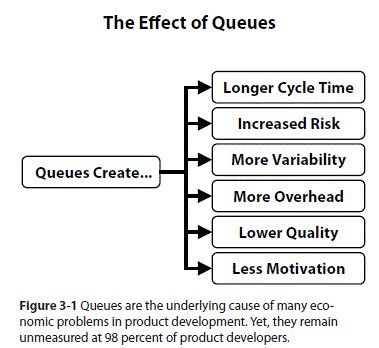 The Effect of Queues
Queues Create...
Longer Cycle Time
Increased Risk
More Variability
More Overhead
Lower Quality
Less Motivation
Figure 3-1 Queues are the underlying cause of many eco-
nomic problems in product development. Yet, they remain
unmeasured at 98 percent of product developers.